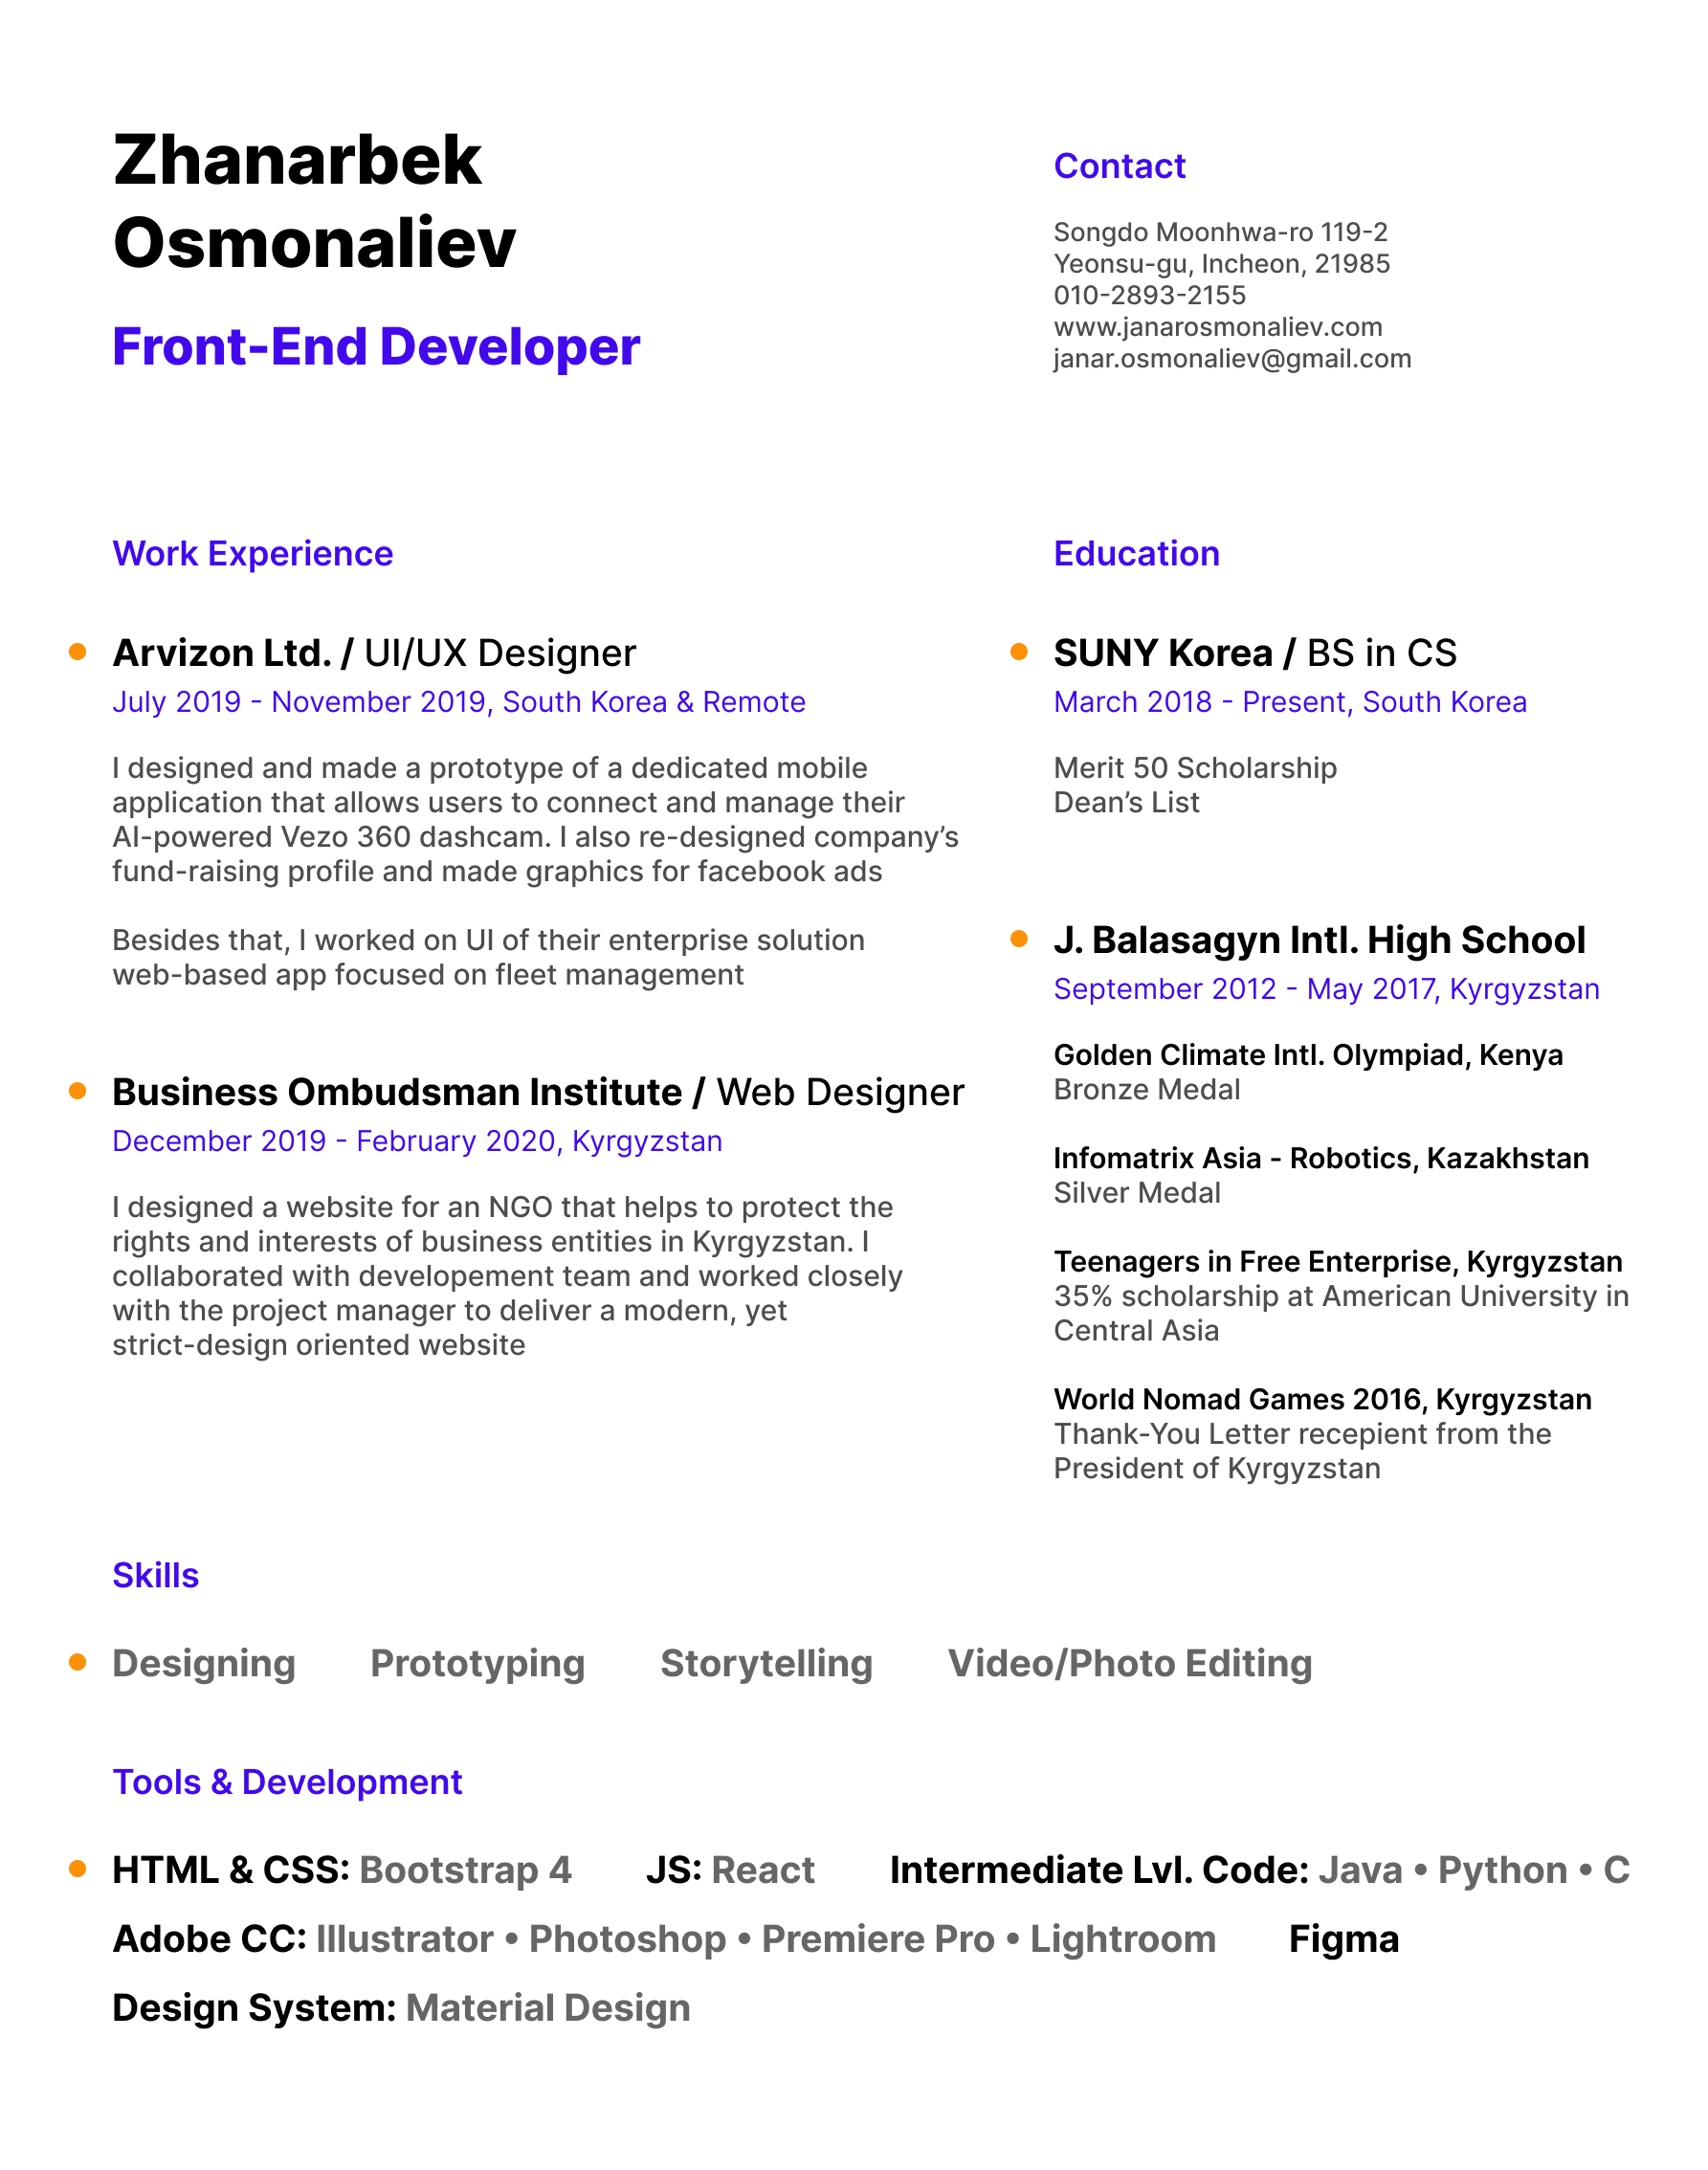 Zhanarbek
Osmonaliev
Front-End Developer
Contact
Songdo Moonhwa-ro 119-2
Yeonsu-gu, Incheon, 21985
010-2893-2155
www.janarosmonaliev.com
janar.osmonaliev@gmail.com
Work Experience
Arvizon Ltd. / UI/UX Designer
July 2019 - November 2019, South Korea & Remote
I designed and made a prototype of a dedicated mobile
application that allows users to connect and manage their
AI-powered Vezo 360 dashcam. I also re-designed company’s
fund-raising profile and made graphics for facebook ads
Besides that, I worked on UI of their enterprise solution
web-based app focused on fleet management
Business Ombudsman Institute / Web Designer
December 2019 - February 2020, Kyrgyzstan
I designed a website for an NGO that helps to protect the
rights and interests of business entities in Kyrgyzstan. I
collaborated with developement team and worked closely
with the project manager to deliver a modern, yet
strict-design oriented website
Education
SUNY Korea / BS in CS
March 2018 - Present, South Korea
Merit 50 Scholarship
Dean’s List
J. Balasagyn Intl. High School
September 2012 - May 2017, Kyrgyzstan
Golden Climate Intl. Olympiad, Kenya
Bronze Medal
Infomatrix Asia - Robotics, Kazakhstan
Silver Medal
Teenagers in Free Enterprise, Kyrgyzstan
35% scholarship at American University in
Central Asia
World Nomad Games 2016, Kyrgyzstan
Thank-You Letter recepient from the
President of Kyrgyzstan
Skills
Designing Prototyping Storytelling Video/Photo Editing
Tools & Development
HTML & CSS: Bootstrap 4 JS: React Intermediate Lvl. Code: Java • Python • C
Adobe CC: Illustrator • Photoshop • Premiere Pro • Lightroom Figma
Design System: Material Design